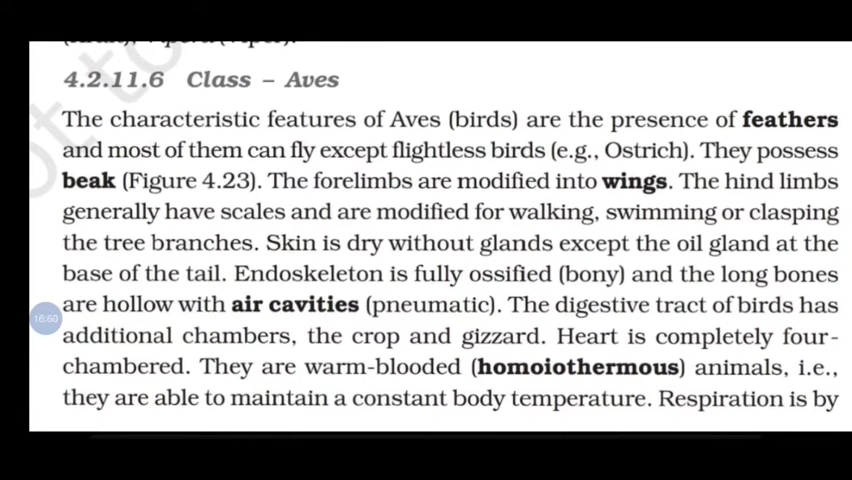 4.2.11.6 Class – Aves
The characteristic features of Aves (birds) are the presence of feathers
and most of them can fly except flightless birds (e.g., Ostrich). They possess
beak (Figure 4.23). The forelimbs are modified into wings. The hind limbs
generally have scales and are modified for walking, swimming or clasping
the tree branches. Skin is dry without glands except the oil gland at the
base of the tail. Endoskeleton is fully ossified (bony) and the long bones
are hollow with air cavities (pneumatic). The digestive tract of birds has
16:60
additional chambers, the crop and gizzard. Heart is completely four-
chambered. They are warm-blooded (homoiothermous) animals, i.e.,
they are able to maintain a constant body temperature. Respiration is by